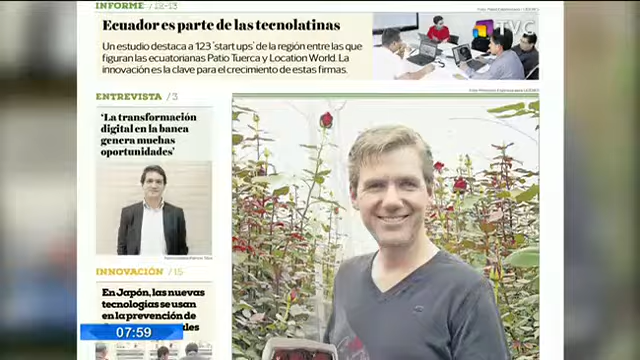 INFORME / 12-13
Ecuador es parte de las tecnolatinas
Un estudio destaca a 123 'start ups' de la región entre las que
figuran las ecuatorianas Patio Tuerca y Location World. La
innovación es la clave para el crecimiento de estas firmas.
TVC
ENTREVISTA / 3
'La transformación
digital en la banca
genera muchas
oportunidades'
INNOVACIÓN / 15
En Japón, las nuevas
tecnologías se usan
en la prevención de
07:59